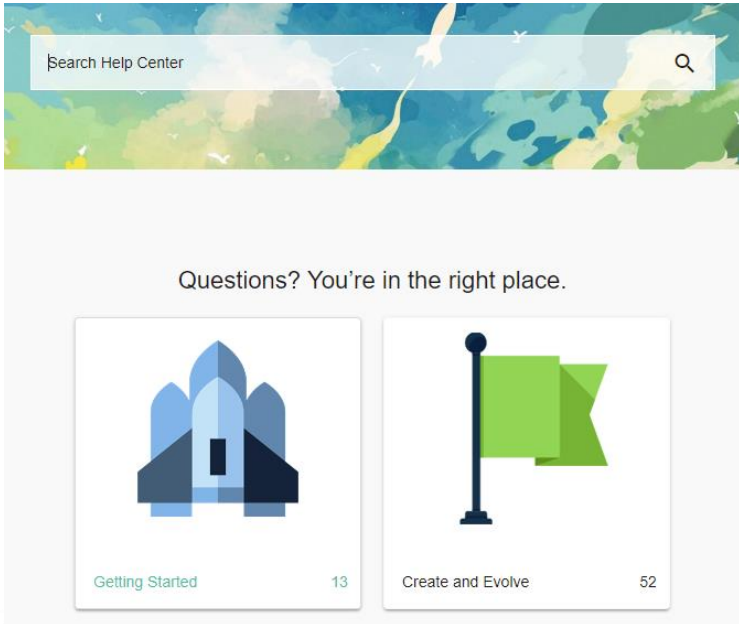 Search Help Center
Questions? You’re in the right place.
Getting Started 13
Create and Evolve 52